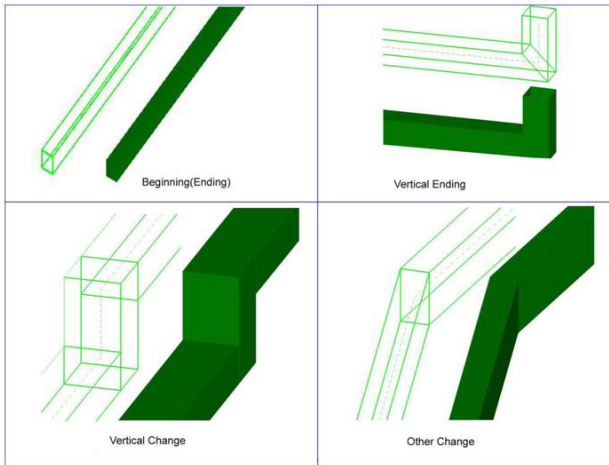 Beginning(Ending)
Vertical Ending
Vertical Change
Other Change